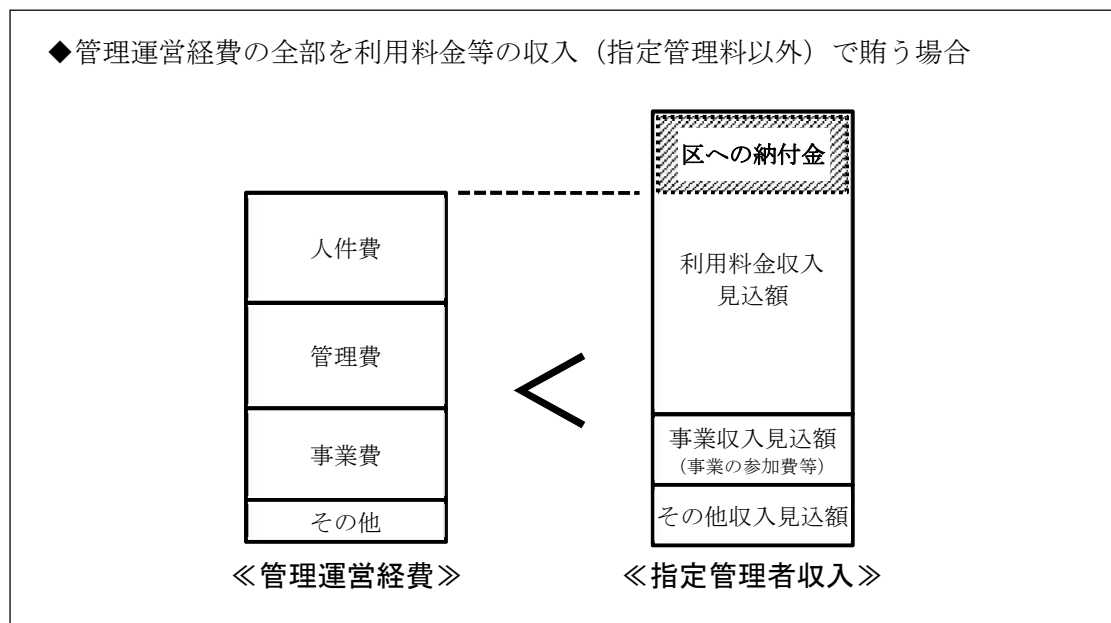 ◆管理運営経費の全部を利用料金等の収入（指定管理料以外）で賄う場合
人件費
管理費
事業費
その他
≪管理運営経費≫
＜
区への納付金
利用料金収入
見込額
事業収入見込額
（事業の参加費等）
その他収入見込額
≪指定管理者収入≫